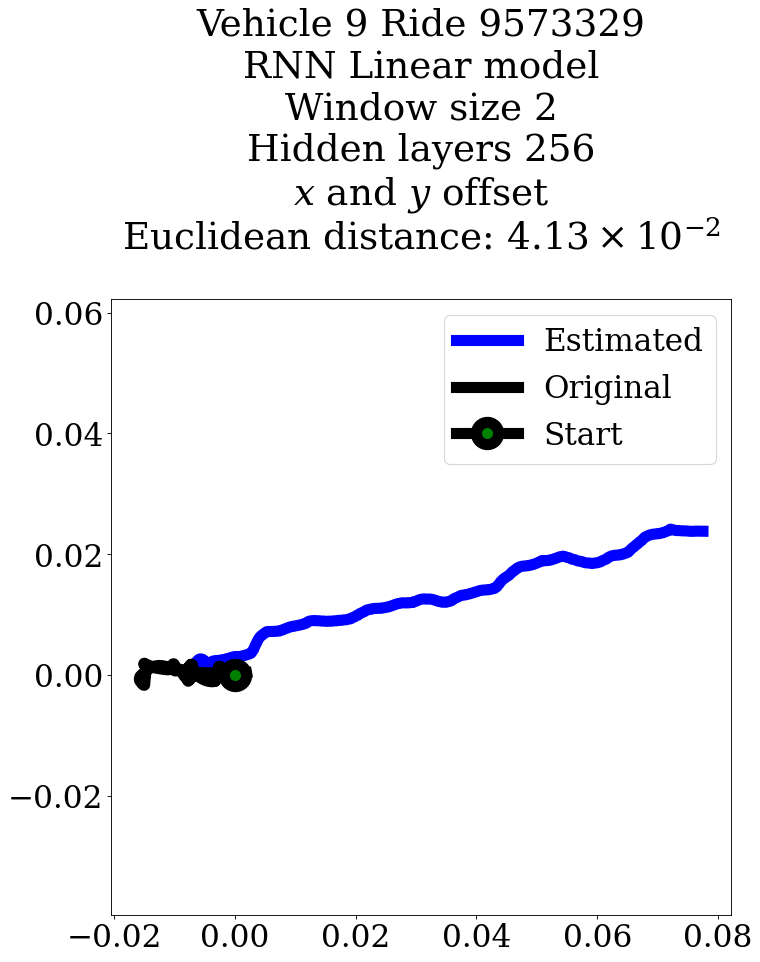 Vehicle 9 Ride 9573329
RNN Linear model
Window size 2
Hidden layers 256
x and y offset
Euclidean distance: 4.13 × 10⁻²
0.06
0.04
0.02
0.00
−0.02
Estimated
Original
Start
−0.02 0.00 0.02 0.04 0.06 0.08